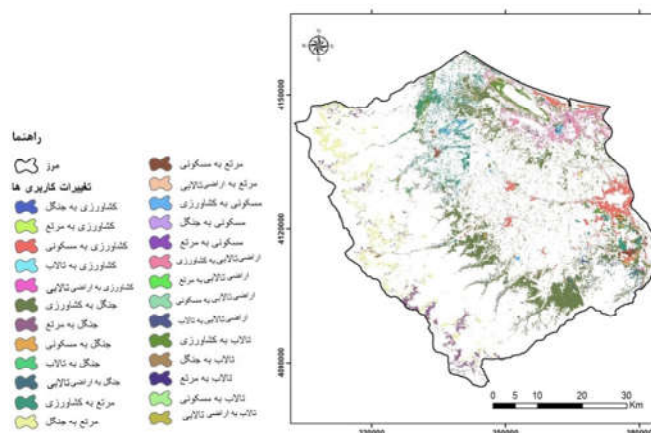 راهنما
مرز
تغییرات کاربری ها
کشاورزی به جنگل
کشاورزی به مرتع
کشاورزی به مسکونی
کشاورزی به تالاب
کشاورزی به اراضی تالابی
جنگل به کشاورزی
جنگل به مرتع
جنگل به مسکونی
جنگل به تالاب
جنگل به اراضی تالابی
مرتع به کشاورزی
مرتع به جنگل
مرتع به مسکونی
مرتع به اراضی تالابی
مسکونی به کشاورزی
مسکونی به جنگل
مسکونی به مرتع
اراضی تالابی به کشاورزی
اراضی تالابی به مرتع
اراضی تالابی به مسکونی
اراضی تالابی به تالاب
تالاب به کشاورزی
تالاب به جنگل
تالاب به مرتع
تالاب به مسکونی
تالاب به اراضی تالابی
4150000
4120000
0 5 10 20 30
Km